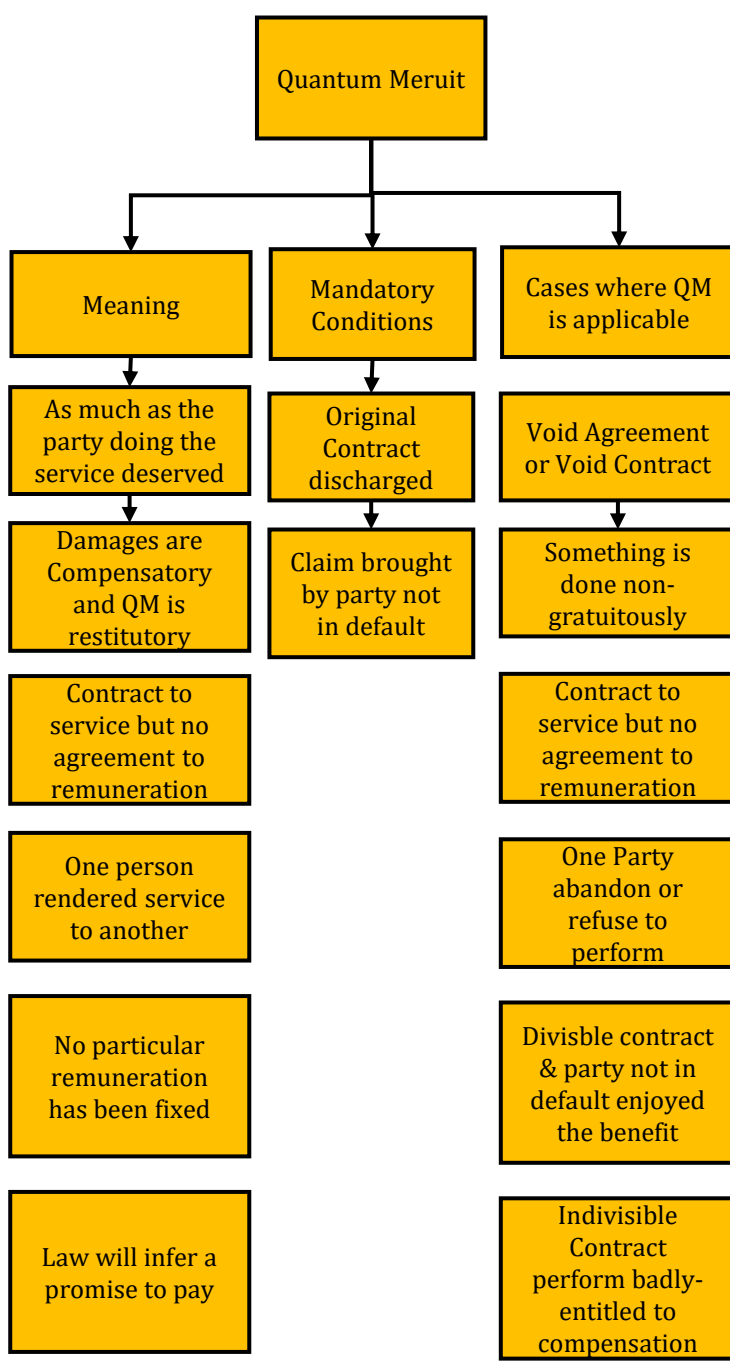 Quantum Meruit
Meaning
As much as the
party doing the
service deserved
Damages are
Compensatory
and QM is
restitutory
Contract to
service but no
agreement to
remuneration
One person
rendered service
to another
No particular
remuneration
has been fixed
Law will infer a
promise to pay
Mandatory
Conditions
Original
Contract
discharged
Claim brought
by party not
in default
Cases where QM
is applicable
Void Agreement
or Void Contract
Something is
done non-
gratuitously
Contract to
service but no
agreement to
remuneration
One Party
abandon or
refuse to
perform
Divisble contract
& party not in
default enjoyed
the benefit
Indivisible
Contract
perform badly-
entitled to
compensation